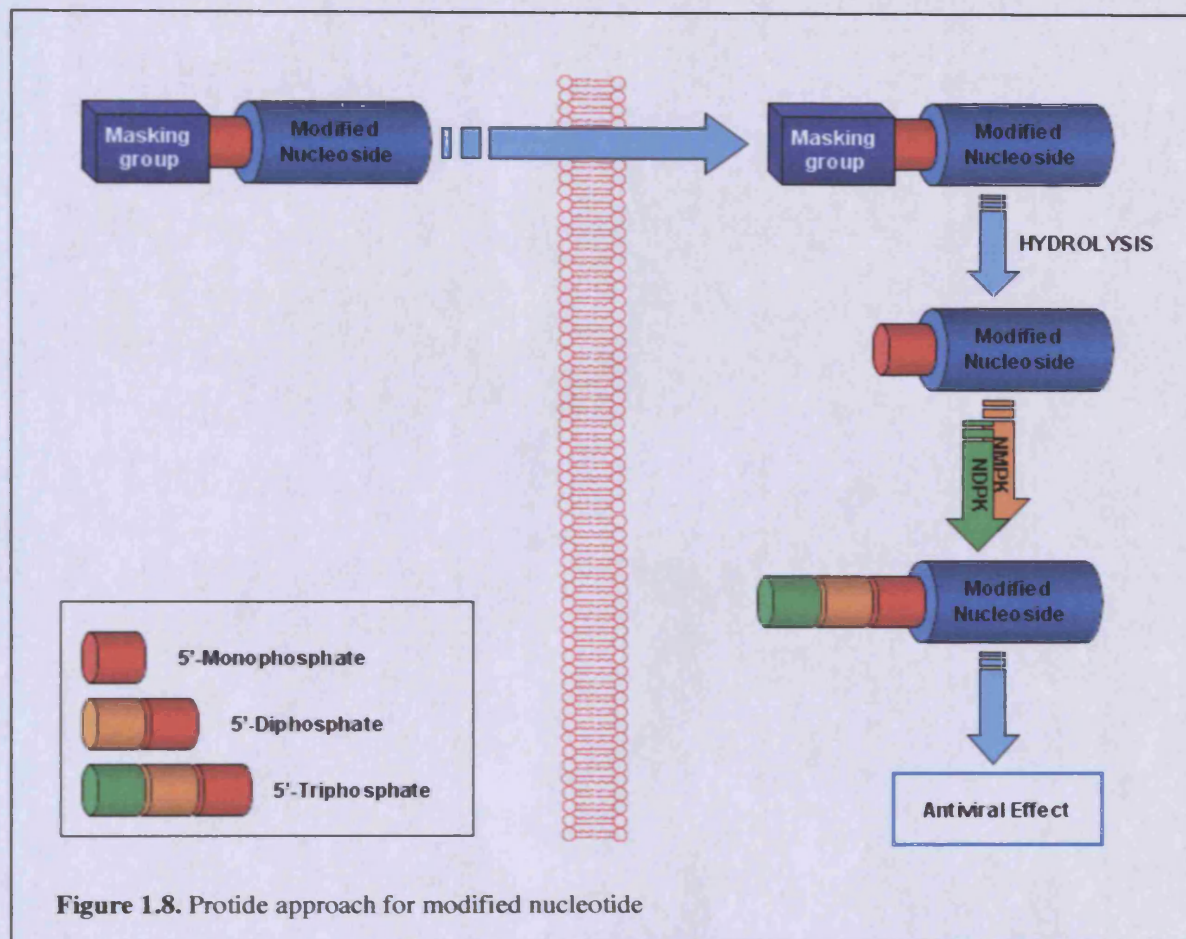 Masking
group
Modified
Nucleoside
Masking
group
Modified
Nucleoside
HYDROLYSIS
Modified
Nucleoside
NMPK
NDPK
Modified
Nucleoside
5'-Monophosphate
5'-Diphosphate
5'-Triphosphate
Antiviral Effect
Figure 1.8. Protide approach for modified nucleotide